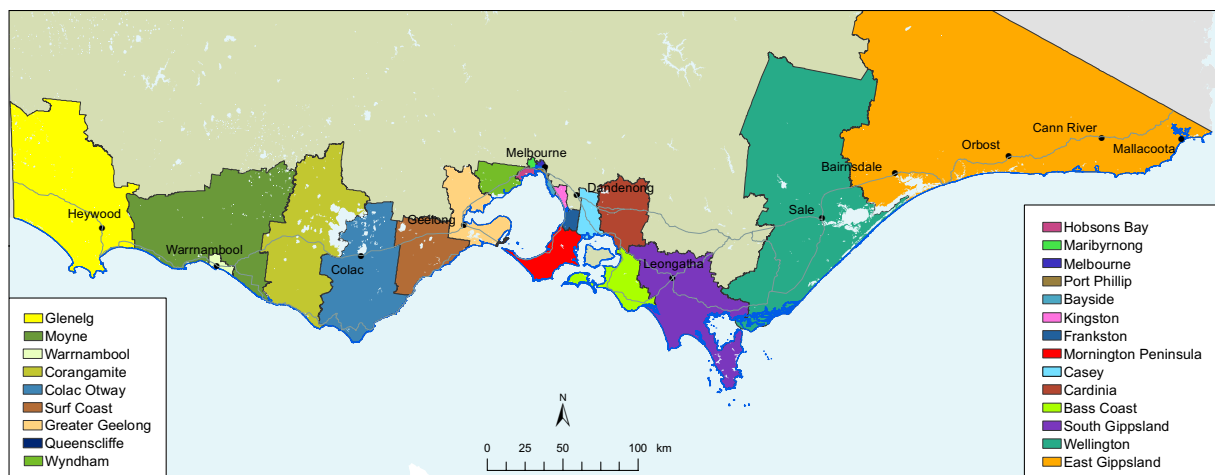 Melbourne
Dandenong
Geelong
Heywood
Warrnambool
Colac
Leongatha
Sale
Bairnsdale
Orbost
Cann River
Mallacoota
Glenelg
Moyne
Warrnambool
Corangamite
Colac Otway
Surf Coast
Greater Geelong
Queenscliffe
Wyndham
N
0 25 50 100 km
Hobsons Bay
Maribyrnong
Melbourne
Port Phillip
Bayside
Kingston
Frankston
Mornington Peninsula
Casey
Cardinia
Bass Coast
South Gippsland
Wellington
East Gippsland